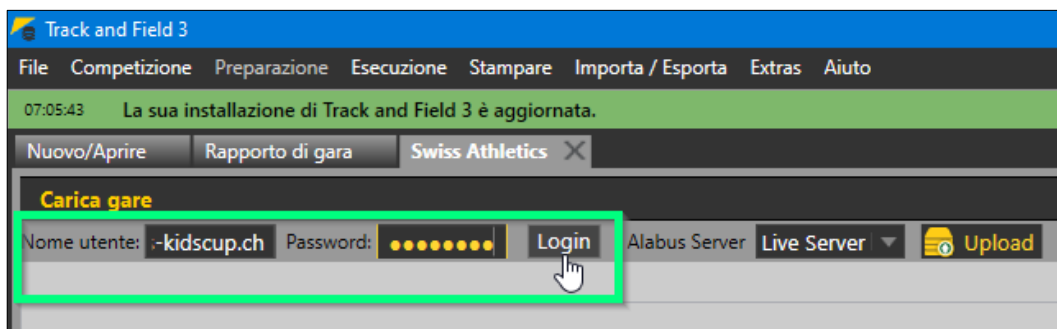 Track and Field 3
File Competizione Preparazione Esecuzione Stampare Importa / Esporta Extras Aiuto
07:05:43 La sua installazione di Track and Field 3 è aggiornata.
Nuovo/Aprire Rapporto di gara Swiss Athletics
Carica gare
Nome utente: -kidscup.ch Password: ●●●●●●●● Login Alabus Server Live Server Upload